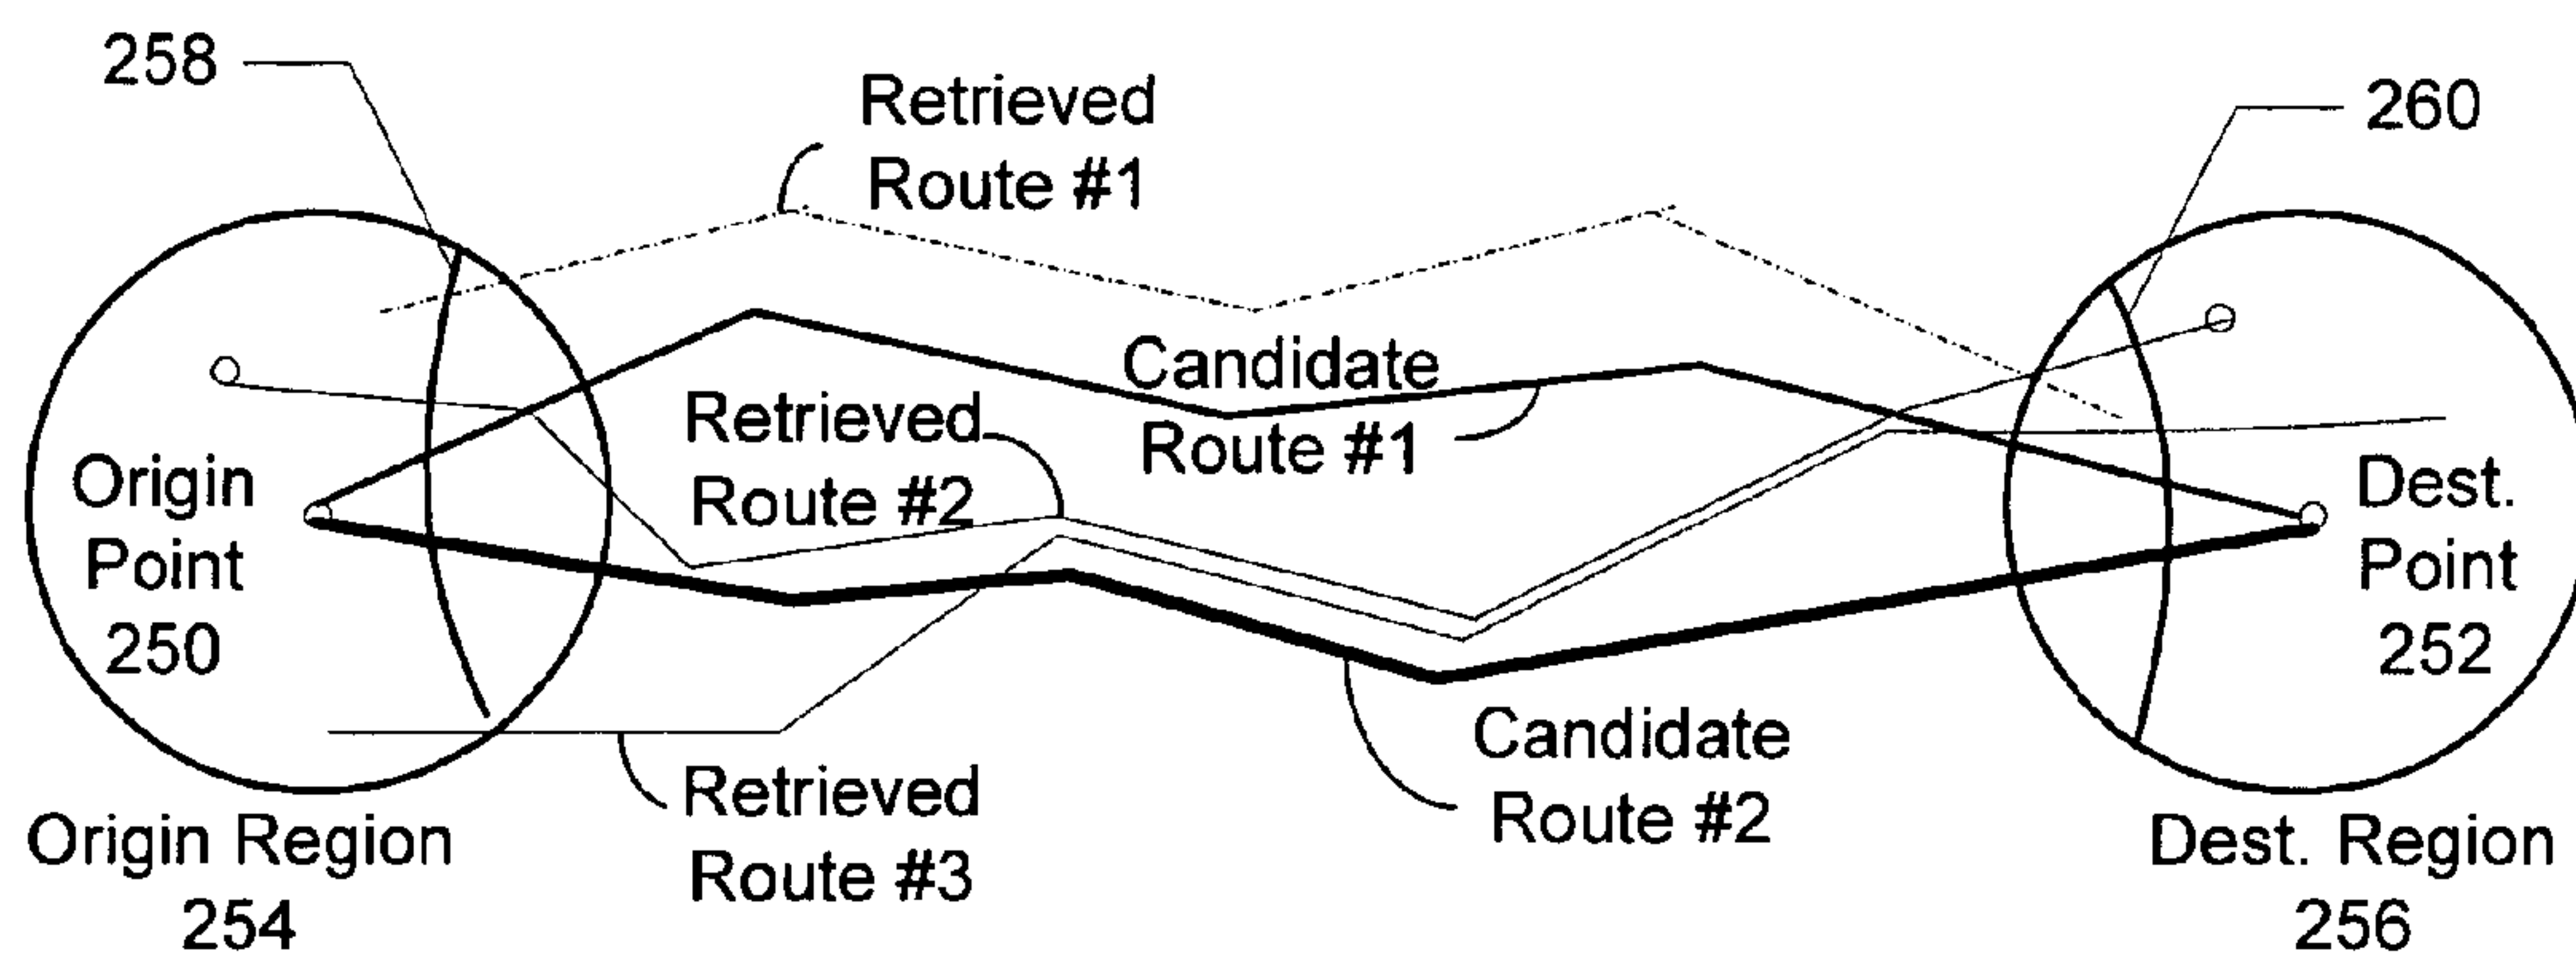 258
Retrieved
Route #1
260
Candidate
Route #1
Retrieved
Route #2
Origin
Point
250
Dest.
Point
252
Retrieved
Route #3
Candidate
Route #2
Origin Region
254
Dest. Region
256